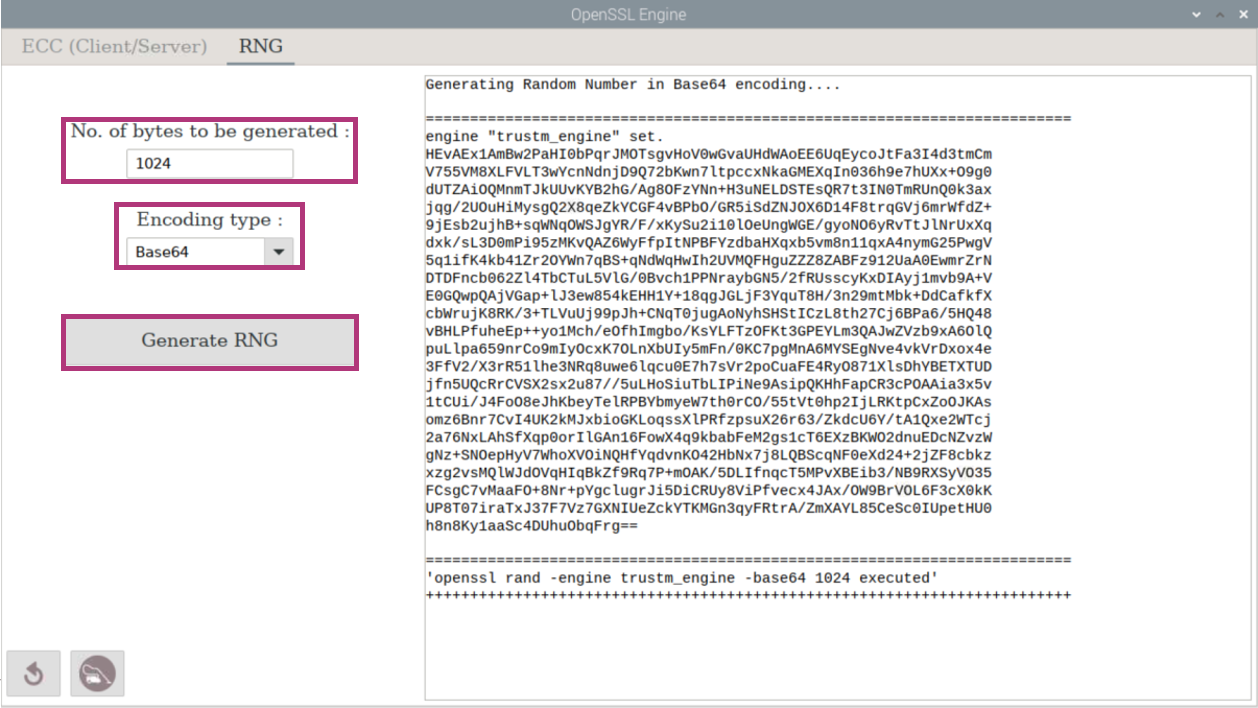 OpenSSL Engine
ECC (Client/Server) RNG
No. of bytes to be generated :
1024
Encoding type :
Base64
Generate RNG
Generating Random Number in Base64 encoding....
==========================================================================
engine "trustm_engine" set.
HEvAEx1AmBw2PaHI0bPqrJMOTsgvHoV0wGvaUHdWAoEE6UqEycoJtFa3I4d3tmCm
V755VM8XLFVLT3wYcnNdnjD9Q72bKwn7ltpccxNkaGMEXqIn036h9e7hUXx+O9g0
dUTZAiOQMnmTJkUUvKYB2hG/Ag8OFzYNn+H3uNELDSTEsQR7t3IN0TmRUnQ0k3ax
jqg/2UOuHiMysgQ2X8qeZkYCGF4vBPbO/GR5iSdZNJOX6D14F8trqGVj6mrWfdZ+
9jEsb2ujhB+sqWNqOWSJgYR/F/xKySu2i10lOeUngWGE/gyoNO6yRvTtJlNrUxXq
dxk/sL3D0mPi95zMKvQAZ6WyFfpItNPBFYzdbaHXqxb5vm8n11qxA4nymG25PwgV
5q1ifK4kb41Zr2OYWn7qBS+qNdWqHwIh2UVMQFHguZZZ8ZABFz912UaA0EwmrZrN
DTDFncb062Zl4TbCTuL5VlG/0Bvch1PPNraybGN5/2fRUsscyKxDIAyj1mvb9A+V
E0GQwpQAjVGap+lJ3ew854kEHH1Y+18qgJGLjF3YquT8H/3n29mtMbk+DdCafkfX
cbWrujK8RK/3+TLVuUj99pJh+CNqT0jugAoNyhSHStICzL8th27Cj6BPa6/5HQ48
vBHLPfuheEp++yo1Mch/eOfhImgbo/KsYLFTzOFKt3GPEYLm3QAJwZVzb9xA6OlQ
puLlpa659nrCo9mIyOcxK7OLnXbUIy5mFn/0KC7pgMnA6MYSEgNve4vkVrDxox4e
3FfV2/X3rR51lhe3NRq8uwe6lqcu0E7h7sVr2poCuaFE4RyO871XlsDhYBETXTUD
jfn5UQcRrCVSX2sx2u87//5uLHoSiuTbLIPiNe9AsipQKHhFapCR3cPOAAia3x5v
1tCUi/J4FoO8eJhKbeyTelRPBYbmyeW7th0rCO/55tVt0hp2IjLRKtpCxZoOJKAs
omz6Bnr7CvI4UK2kMJxbioGKLoqssXlPRfzpsuX26r63/ZkdcU6Y/tA1Qxe2WTcj
2a76NxLAhSfXqp0orIlGAn16FowX4q9kbabFeM2gs1cT6EXzBKWO2dnuEDcNZvzW
gNz+SNOepHyV7WhoXVOiNQHfYqdvnKO42HbNx7j8LQBScqNF0eXd24+2jZF8cbkz
xzg2vsMQlWJdOVqHIqBkZf9Rq7P+mOAK/5DLIfnqcT5MPvXBEib3/NB9RXSyVO35
FCsgC7vMaaFO+8Nr+pYgclugrJi5DiCRUy8ViPfvecx4JAx/OW9BrVOL6F3cX0kK
UP8T07iraTxJ37F7Vz7GXNIUeZckYTKMGn3qyFRtrA/ZmXAYL85CeSc0IUpetHU0
h8n8Ky1aaSc4DUhuObqFrg==
==========================================================================
'openssl rand -engine trustm_engine -base64 1024 executed'
++++++++++++++++++++++++++++++++++++++++++++++++++++++++++++++++++++++++++